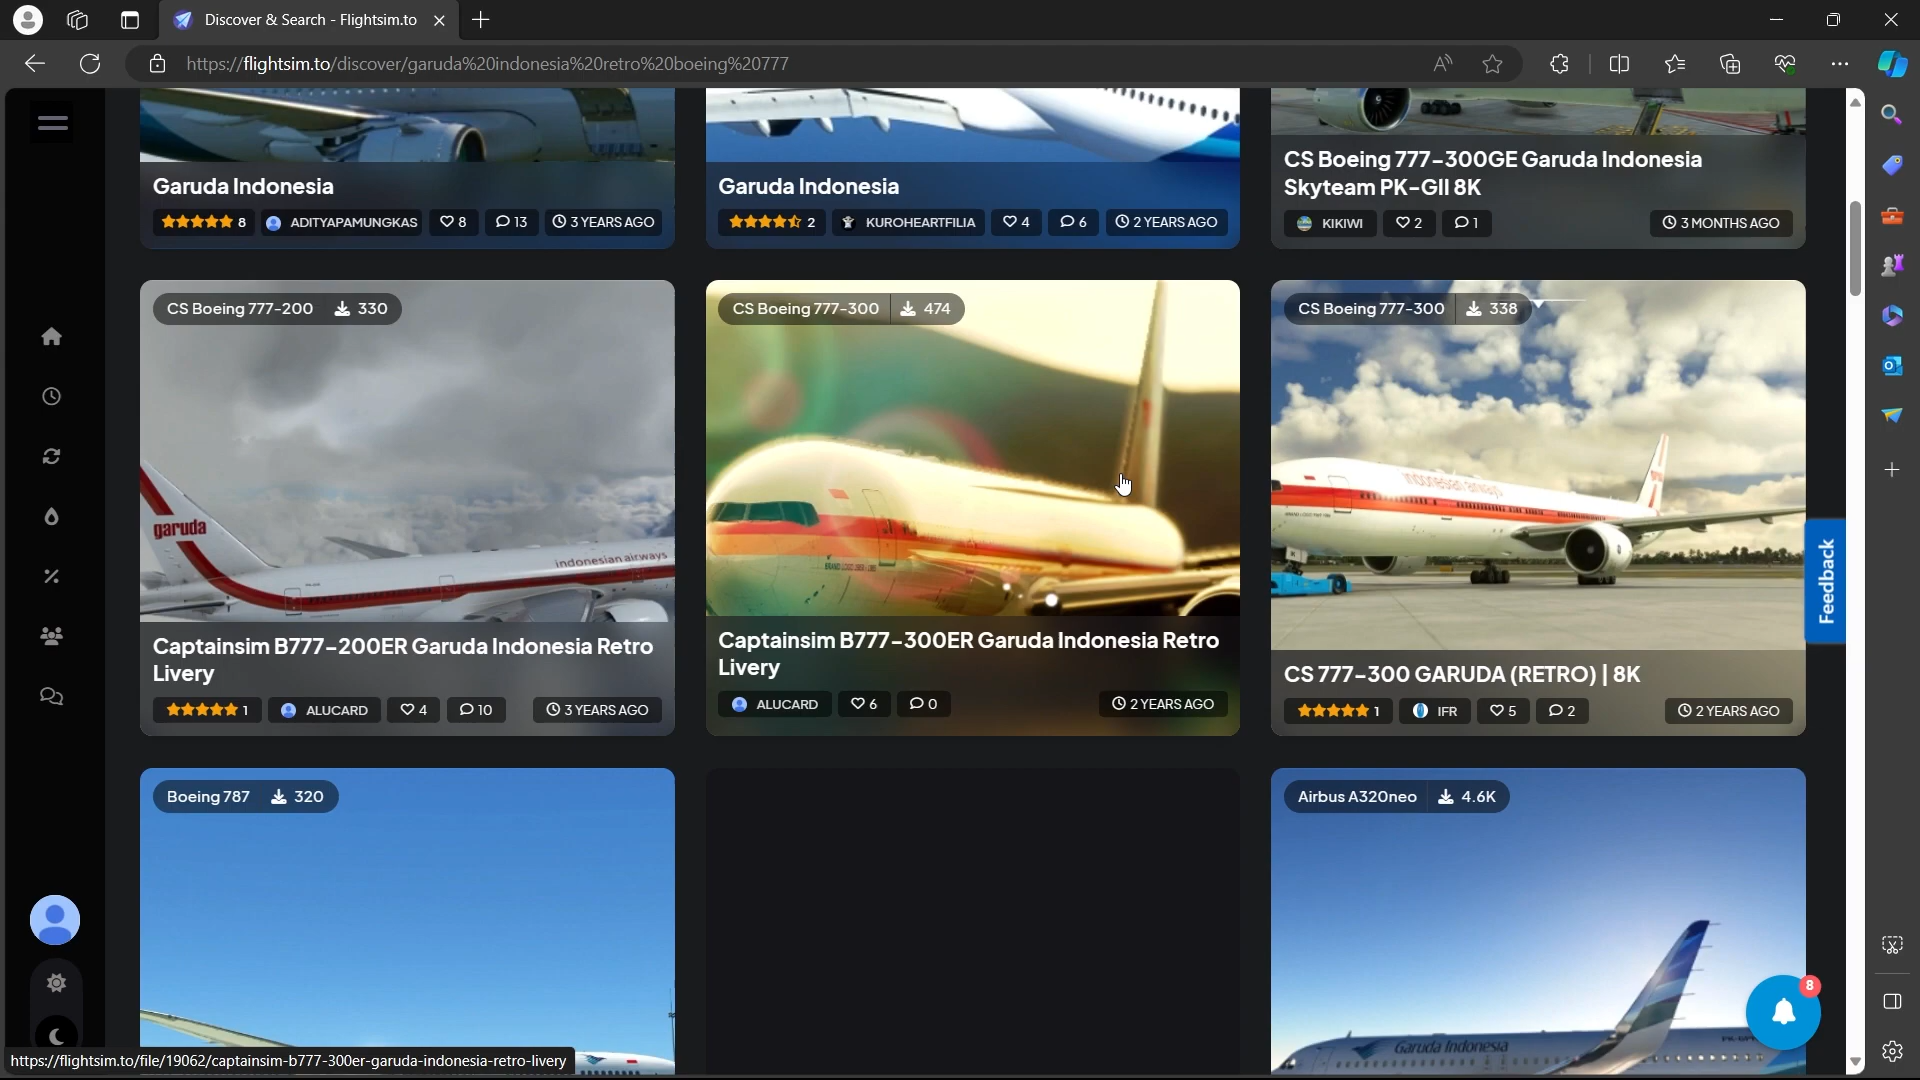 Discover & Search - Flightsim.to
https://flightsim.to/discover/garuda%20indonesia%20retro%20boeing%20777
Garuda Indonesia
8 ADITYAPAMUNGKAS 8 13 3 YEARS AGO
Garuda Indonesia
2 KUROHEARTFILIA 4 6 2 YEARS AGO
CS Boeing 777-300GE Garuda Indonesia
Skyteam PK-GII 8K
KIKIWI 2 1 3 MONTHS AGO
CS Boeing 777-200 330
garuda
indonesian airways
Captainsim B777-200ER Garuda Indonesia Retro
Livery
1 ALUCARD 4 10 3 YEARS AGO
CS Boeing 777-300 474
Captainsim B777-300ER Garuda Indonesia Retro
Livery
ALUCARD 6 0 2 YEARS AGO
CS Boeing 777-300 338
indonesian airways
CS 777-300 GARUDA (RETRO) | 8K
1 IFR 5 2 2 YEARS AGO
Feedback
Boeing 787 320
Airbus A320neo 4.6K
Garuda Indonesia
8
https://flightsim.to/file/19062/captainsim-b777-300er-garuda-indonesia-retro-livery